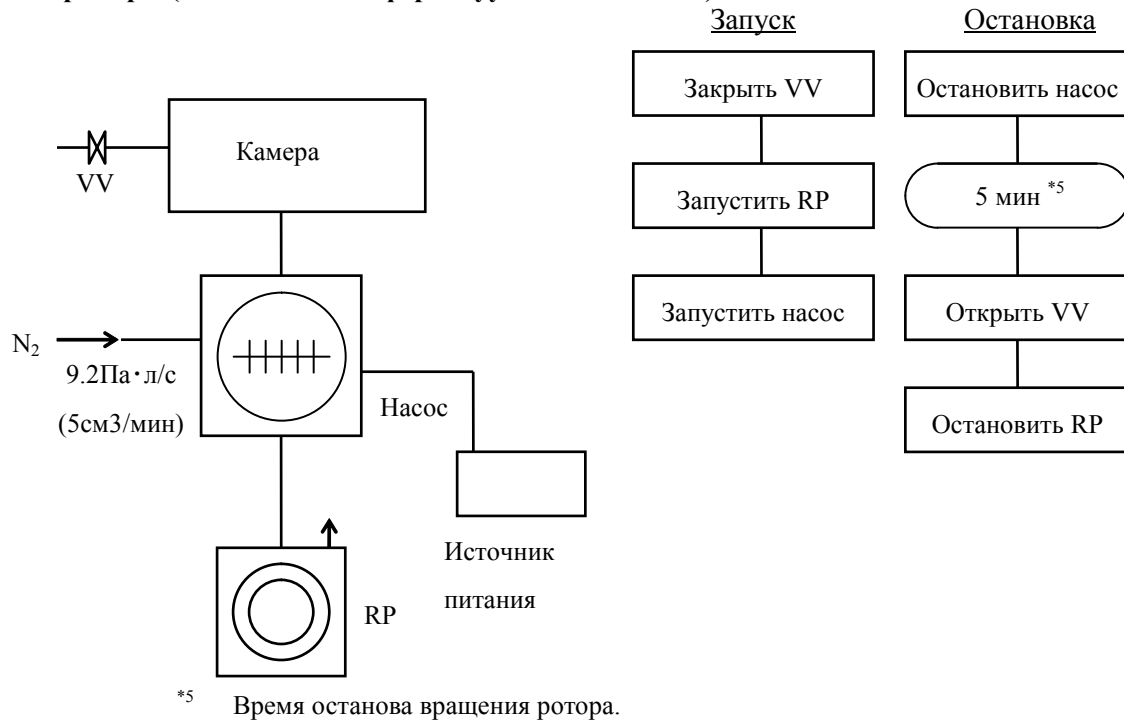 Запуск
Остановка
Закрыть VV
Остановить насос
Камера
VV
5 мин *5
Запустить RP
Запустить насос
Открыть VV
N2
9.2Па·л/с
(5см3/мин)
Насос
Остановить RP
Источник
питания
RP
*5 Время останова вращения ротора.